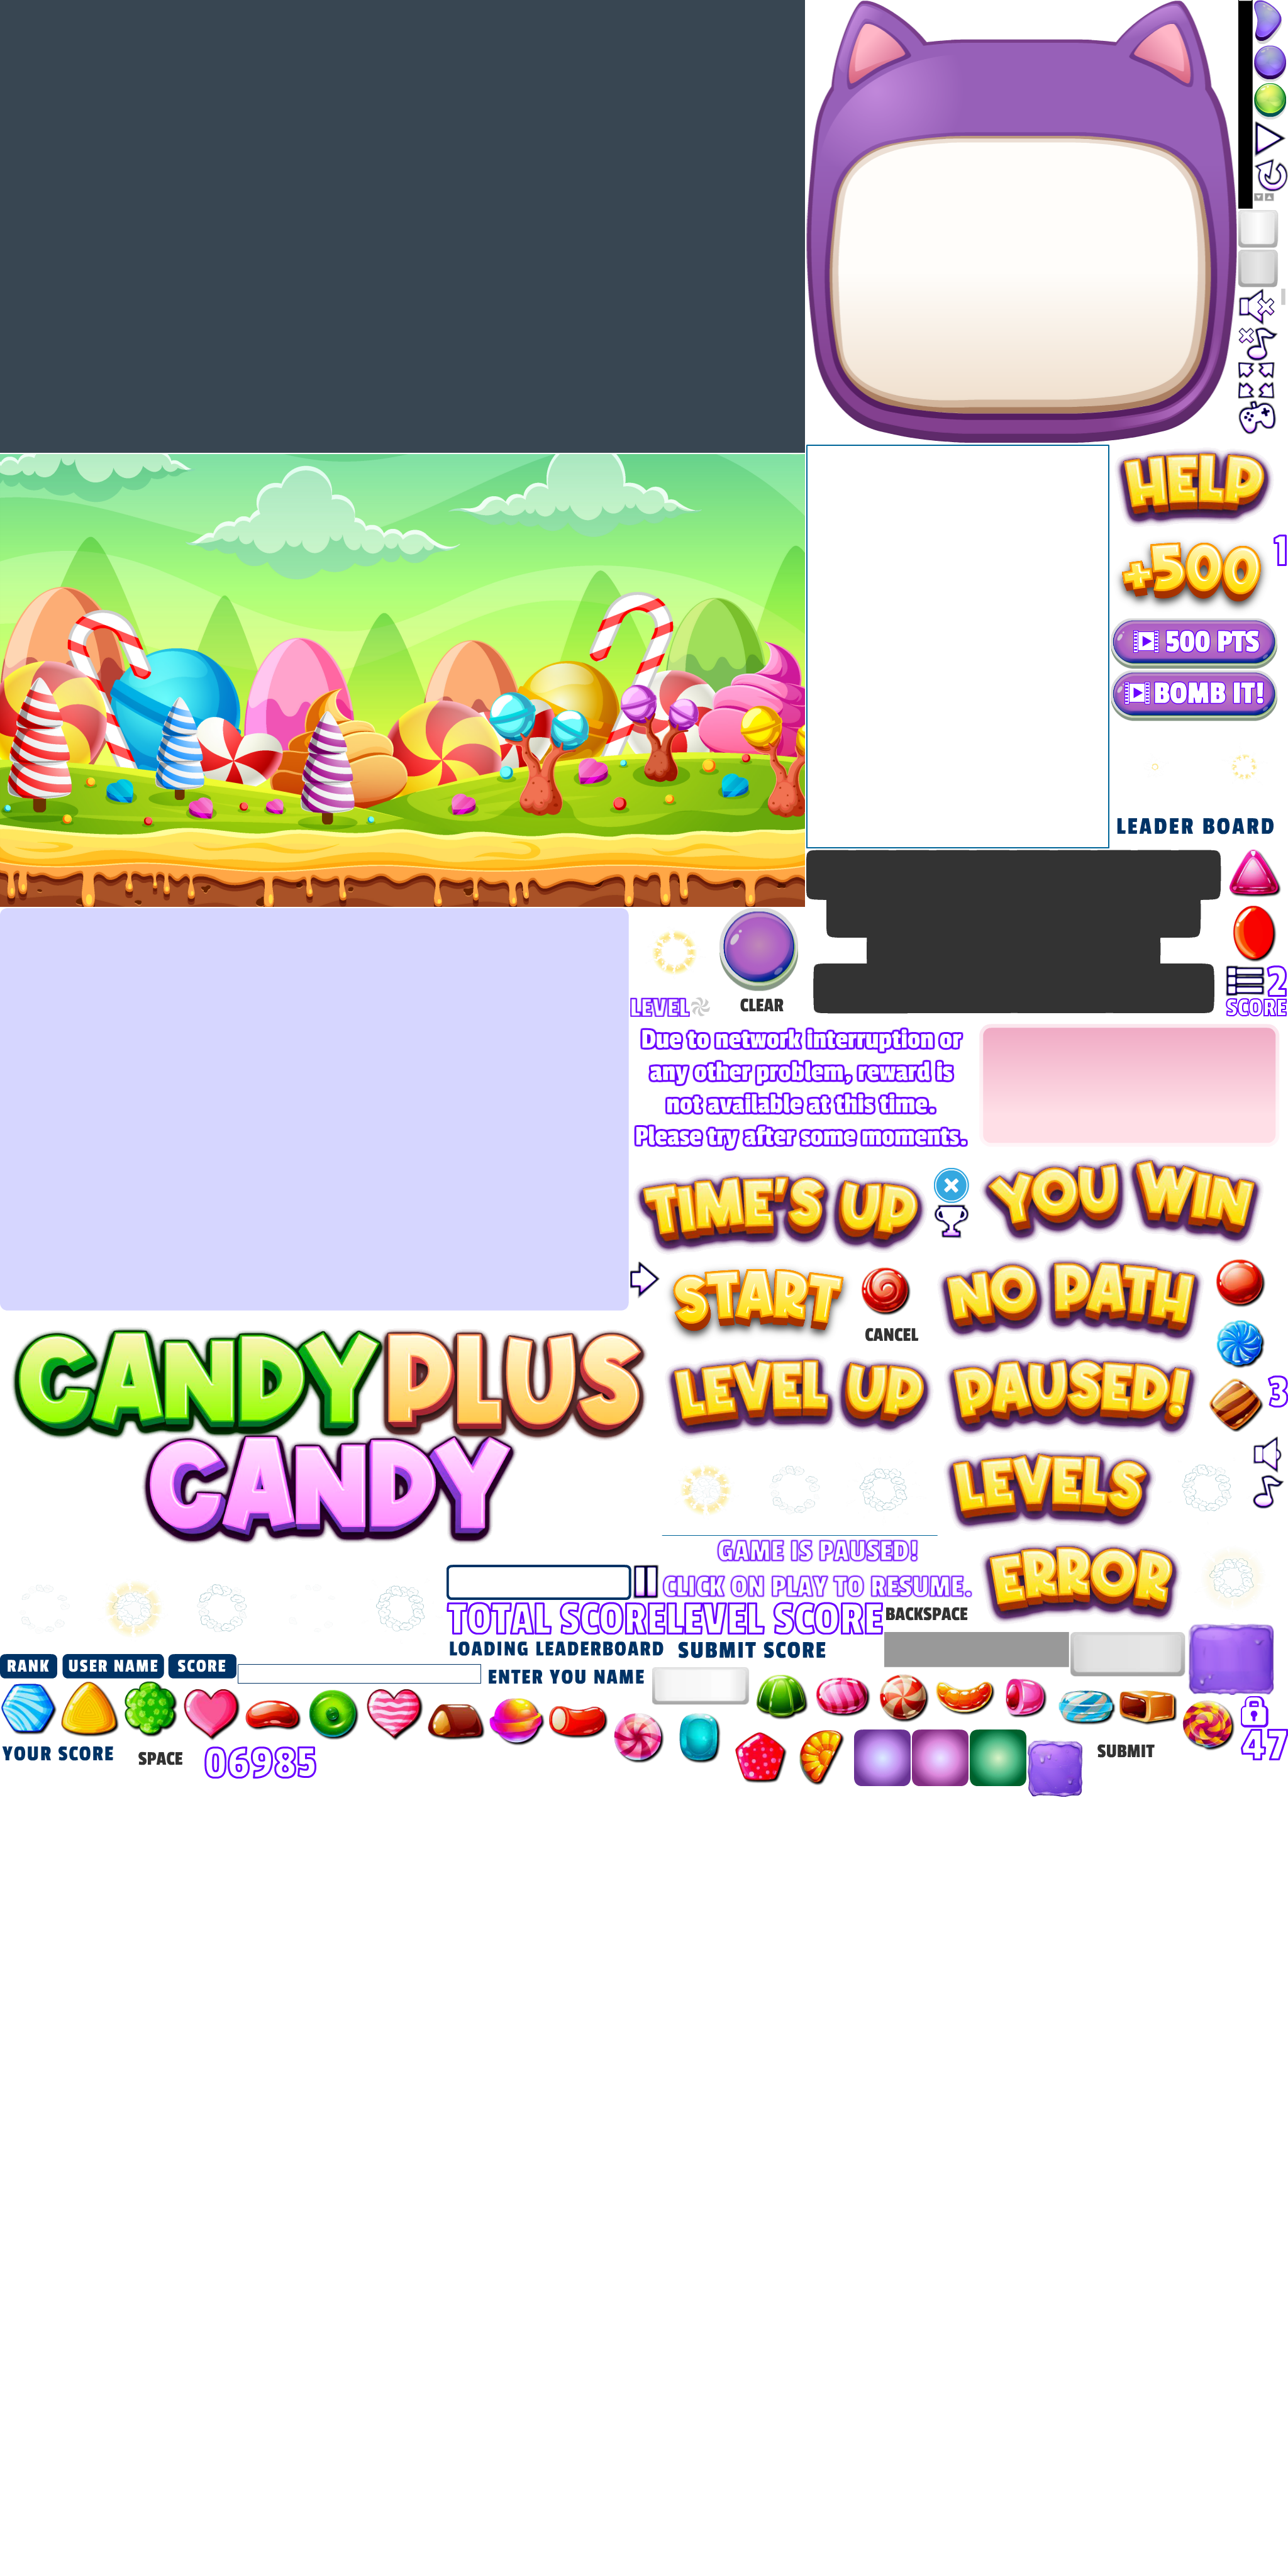 HELP
+500
1
500 PTS
BOMB IT!
LEADER BOARD
LEVEL
CLEAR
2
SCORE
Due to network interruption or
any other problem, reward is
not available at this time.
Please try after some moments.
TIME'S UP
YOU WIN
START
NO PATH
CANCEL
CANDY PLUS
CANDY
LEVEL UP
PAUSED!
3
LEVELS
GAME IS PAUSED!
CLICK ON PLAY TO RESUME.
ERROR
TOTAL SCORE
LEVEL SCORE
BACKSPACE
LOADING LEADERBOARD
SUBMIT SCORE
RANK
USER NAME
SCORE
ENTER YOU NAME
YOUR SCORE
SPACE
06985
SUBMIT
47